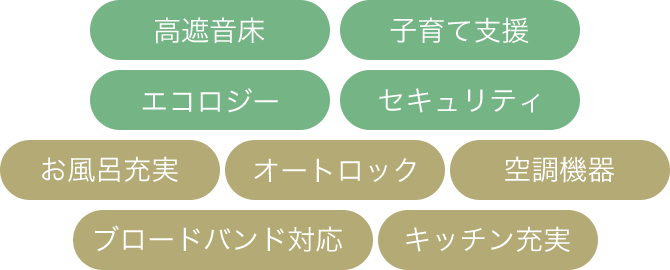 高遮音床 子育て支援
エコロジー セキュリティ
お風呂充実 オートロック 空調機器
ブロードバンド対応 キッチン充実